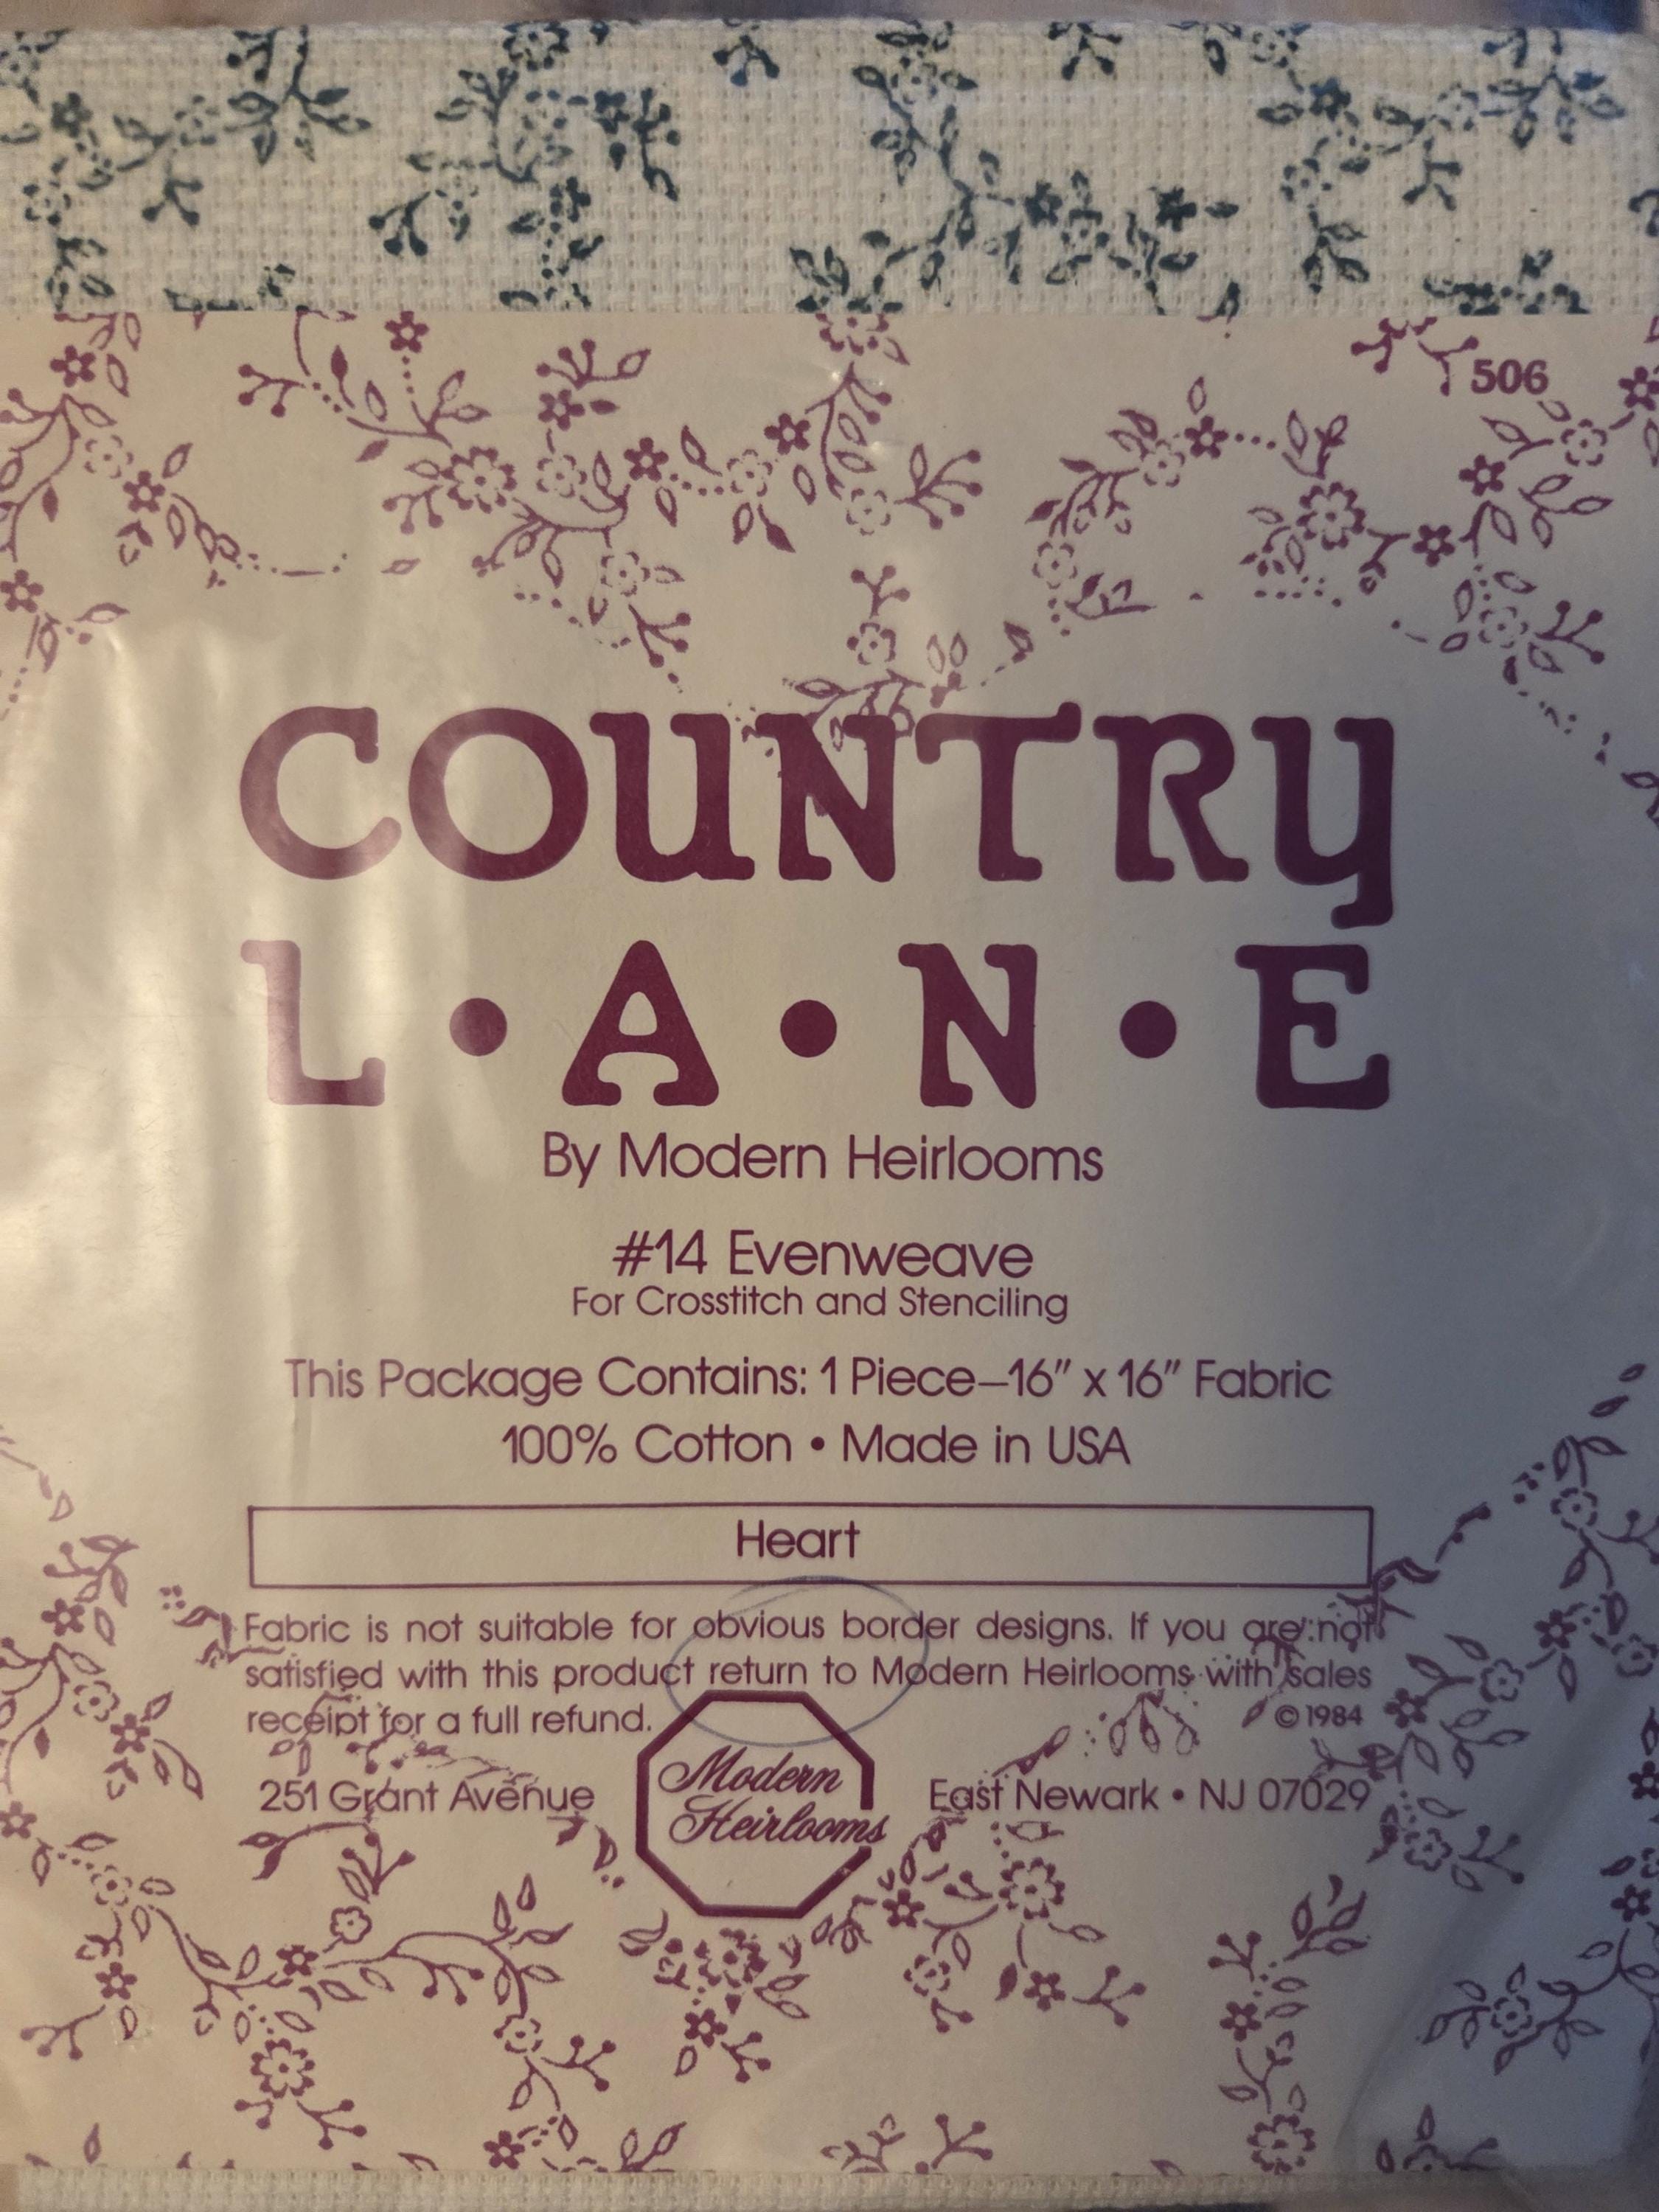 506
COUNTRY
L•A•N•E
By Modern Heirlooms
#14 Evenweave
For Crosstitch and Stenciling
This Package Contains: 1 Piece–16" x 16" Fabric
100% Cotton • Made in USA
Heart
Fabric is not suitable for obvious border designs. If you are not
satisfied with this product return to Modern Heirlooms with sales
receipt for a full refund.
©1984
251 Grant Avenue
Modern
Heirlooms
East Newark • NJ 07029